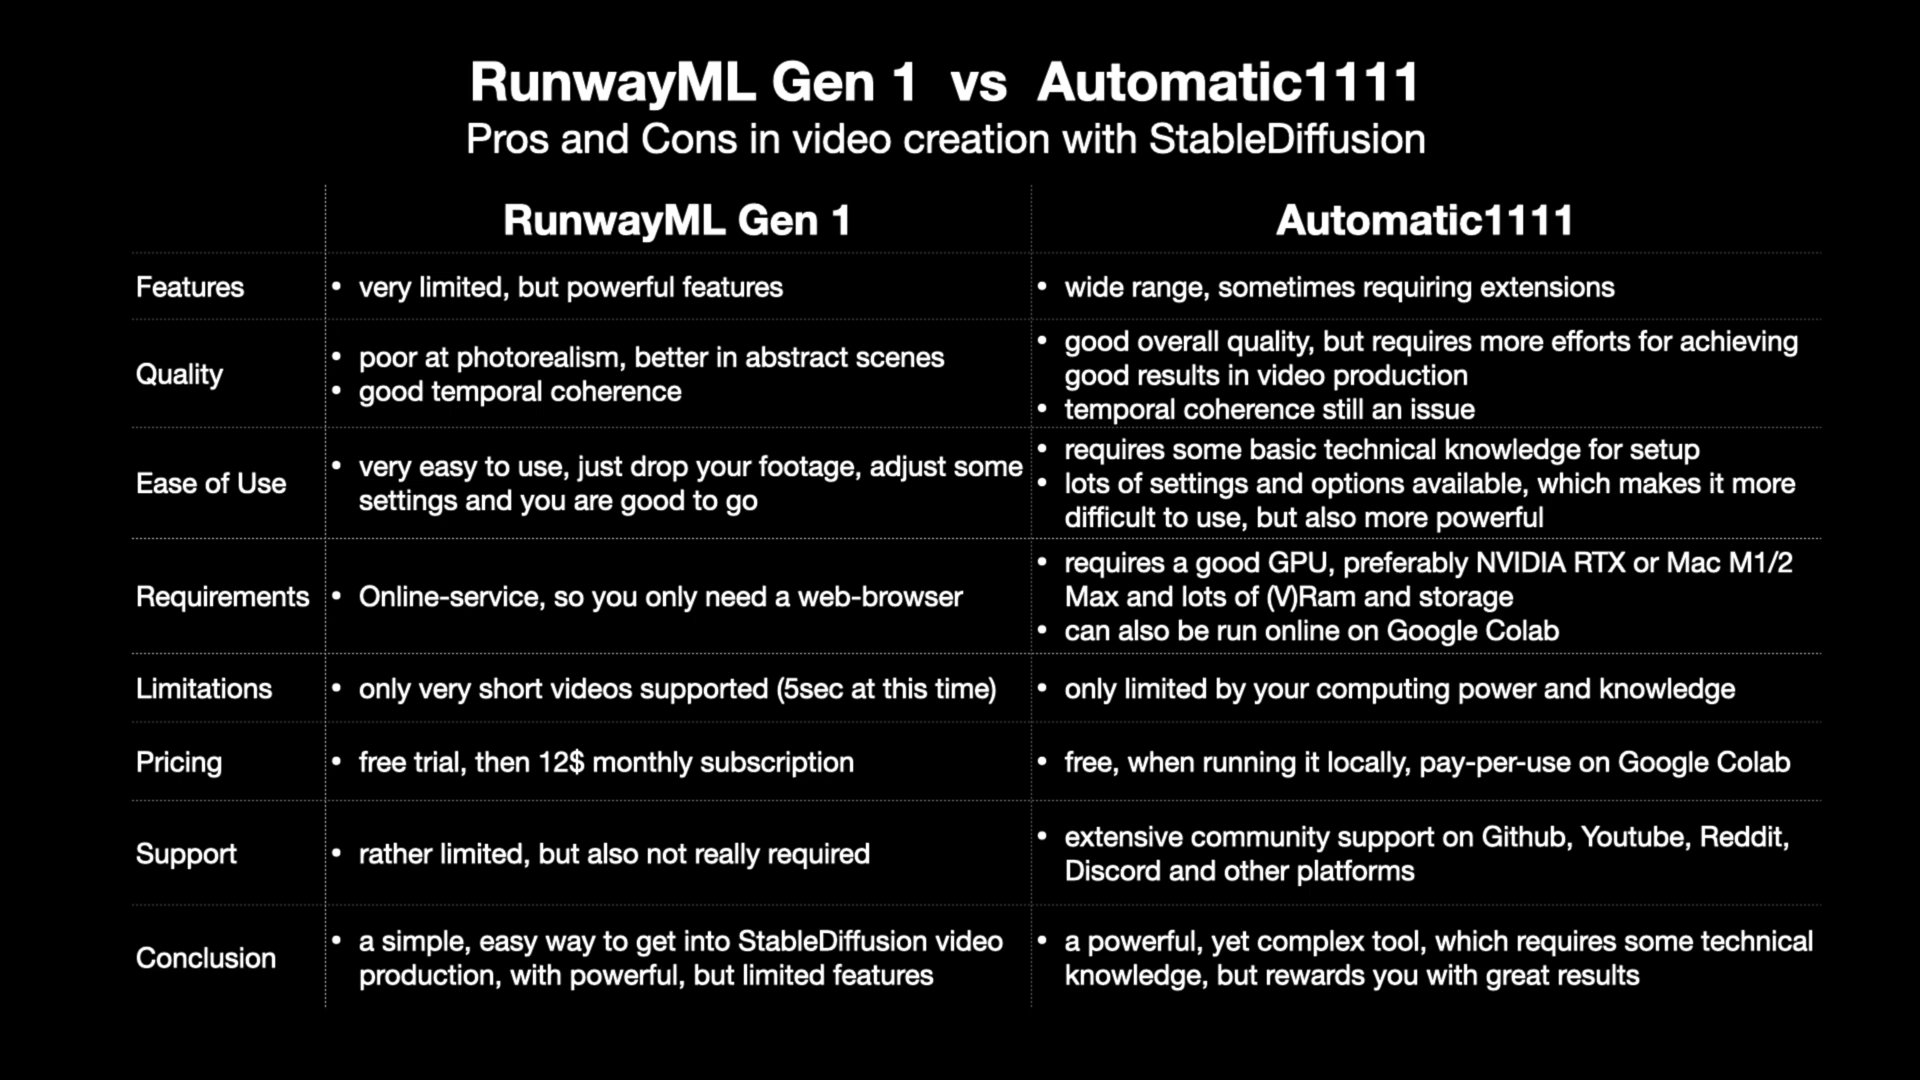 RunwayML Gen 1 vs Automatic1111
Pros and Cons in video creation with StableDiffusion
RunwayML Gen 1
Automatic1111
Features
• very limited, but powerful features
• wide range, sometimes requiring extensions
Quality
• poor at photorealism, better in abstract scenes
• good temporal coherence
• good overall quality, but requires more efforts for achieving
good results in video production
• temporal coherence still an issue
Ease of Use
• very easy to use, just drop your footage, adjust some
settings and you are good to go
• requires some basic technical knowledge for setup
• lots of settings and options available, which makes it more
difficult to use, but also more powerful
Requirements
• Online-service, so you only need a web-browser
• requires a good GPU, preferably NVIDIA RTX or Mac M1/2
Max and lots of (V)Ram and storage
• can also be run online on Google Colab
Limitations
• only very short videos supported (5sec at this time)
• only limited by your computing power and knowledge
Pricing
• free trial, then 12$ monthly subscription
• free, when running it locally, pay-per-use on Google Colab
Support
• rather limited, but also not really required
• extensive community support on Github, Youtube, Reddit,
Discord and other platforms
Conclusion
• a simple, easy way to get into StableDiffusion video
production, with powerful, but limited features
• a powerful, yet complex tool, which requires some technical
knowledge, but rewards you with great results